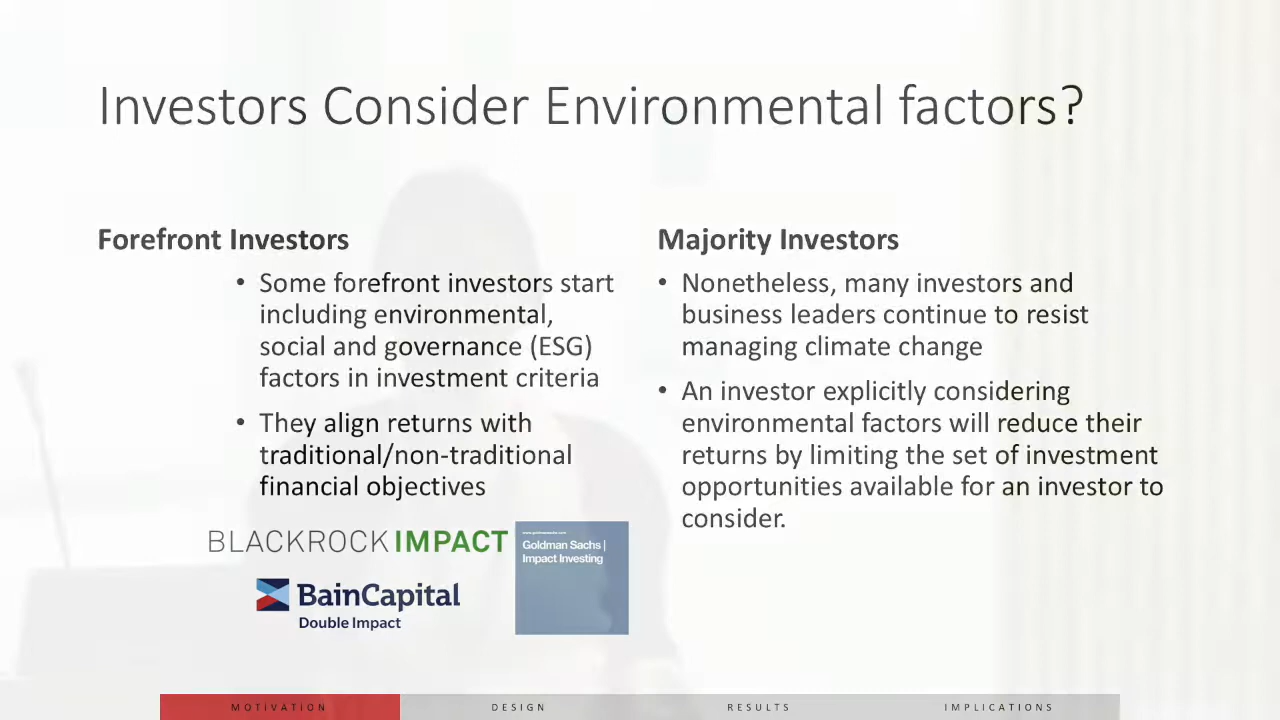 Investors Consider Environmental factors?
Forefront Investors
• Some forefront investors start
including environmental,
social and governance (ESG)
factors in investment criteria
• They align returns with
traditional/non-traditional
financial objectives
BLACKROCK IMPACT
www.goldmansachs.com
Goldman Sachs |
Impact Investing
BainCapital
Double Impact
Majority Investors
• Nonetheless, many investors and
business leaders continue to resist
managing climate change
• An investor explicitly considering
environmental factors will reduce their
returns by limiting the set of investment
opportunities available for an investor to
consider.
MOTIVATION DESIGN RESULTS IMPLICATIONS